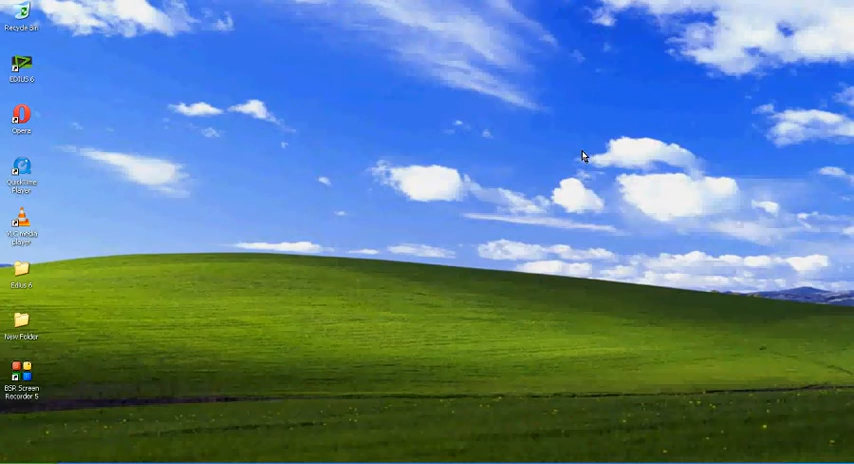 Recycle Bin
EDIUS 6
Opera
QuickTime
Player
VLC media
player
Edius 6
New Folder
BSR Screen
Recorder 5